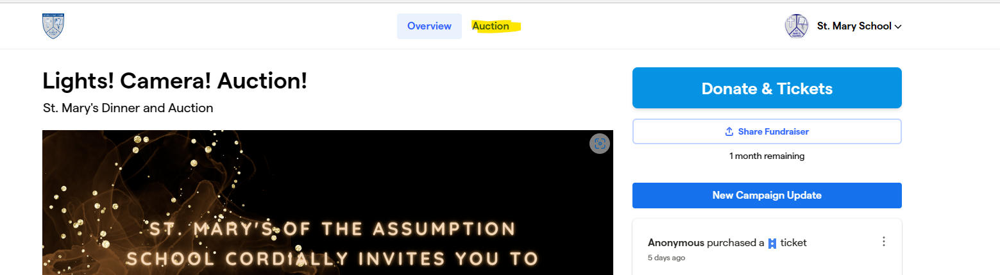 Overview
Auction
St. Mary School
Lights! Camera! Auction!
St. Mary's Dinner and Auction
ST. MARY'S OF THE ASSUMPTION
SCHOOL CORDIALLY INVITES YOU TO
Donate & Tickets
Share Fundraiser
1 month remaining
New Campaign Update
Anonymous purchased a ticket
5 days ago